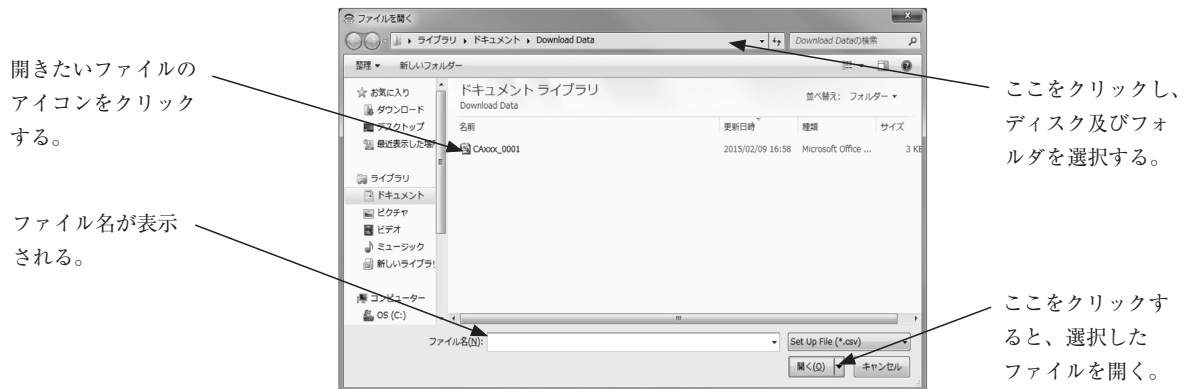 ファイルを開く
ライブラリ ▸ ドキュメント ▸ Download Data
Download Dataの検索
整理 新しいフォルダー
開きたいファイルの
アイコンをクリック
する。
お気に入り
ダウンロード
デスクトップ
最近表示した場所
ライブラリ
ドキュメント
ピクチャ
ビデオ
ミュージック
新しいライブラリ
コンピューター
OS (C:)
ドキュメント ライブラリ
Download Data
並べ替え: フォルダー
名前 更新日時 種類 サイズ
CAxxx_0001 2015/02/09 16:58 Microsoft Office ... 3 KB
ここをクリックし、
ディスク及びフォ
ルダを選択する。
ファイル名が表示
される。
ファイル名(N):
Set Up File (*.csv)
開く(O) キャンセル
ここをクリックす
ると、選択した
ファイルを開く。